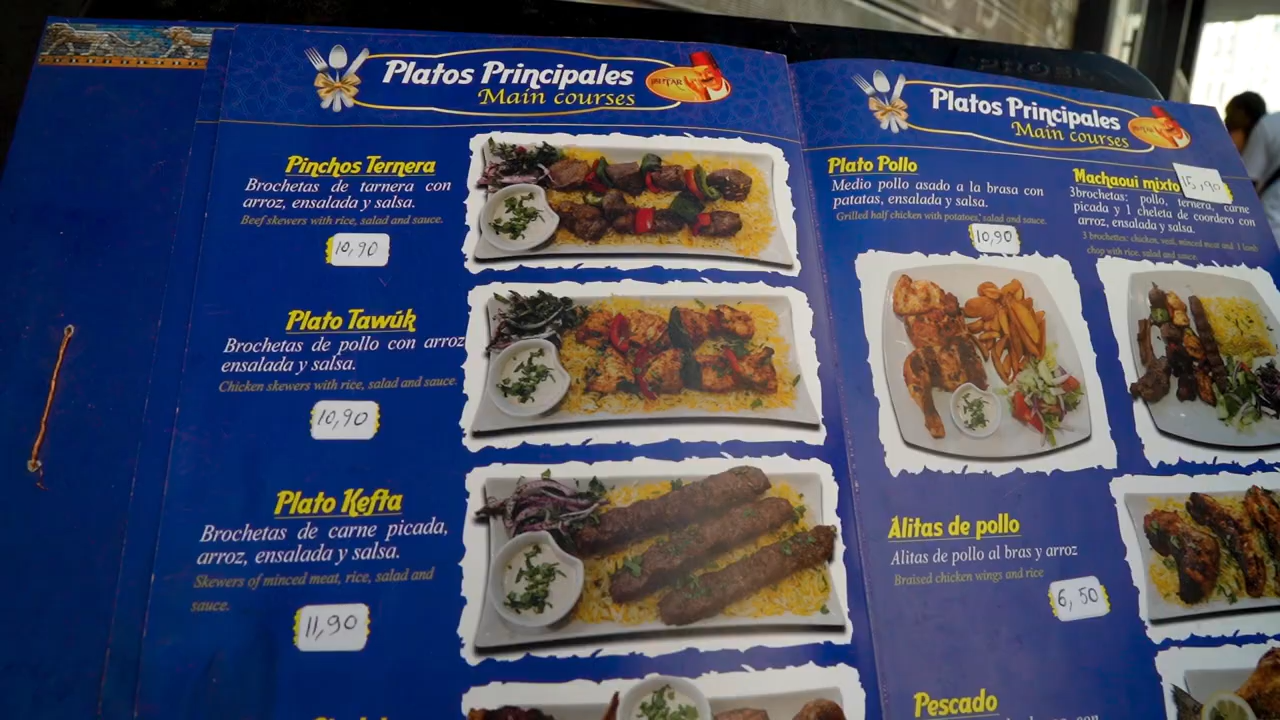 Platos Principales
Main courses
Pinchos Ternera
Brochetas de tarnera con
arroz, ensalada y salsa.
Beef skewers with rice, salad and sauce.
10,90
Plato Tawúk
Brochetas de pollo con arroz
ensalada y salsa.
Chicken skewers with rice, salad and sauce.
10,90
Plato Kefta
Brochetas de carne picada,
arroz, ensalada y salsa.
Skewers of minced meat, rice, salad and
sauce.
11,90
Platos Principales
Main courses
Plato Pollo
Medio pollo asado a la brasa con
patatas, ensalada y salsa.
Grilled half chicken with potatoes, salad and sauce.
10,90
Machaoui mixto
15,90
3brochetas: pollo, ternera, carne
picada y 1 cheleta de coordero con
arroz, ensalada y salsa.
3 bruchettes: chicken, veal, minced meat and 1 lamb
chop with rice, salad and sauce.
Alitas de pollo
Alitas de pollo al bras y arroz
Braised chicken wings and rice
6,50
Pescado